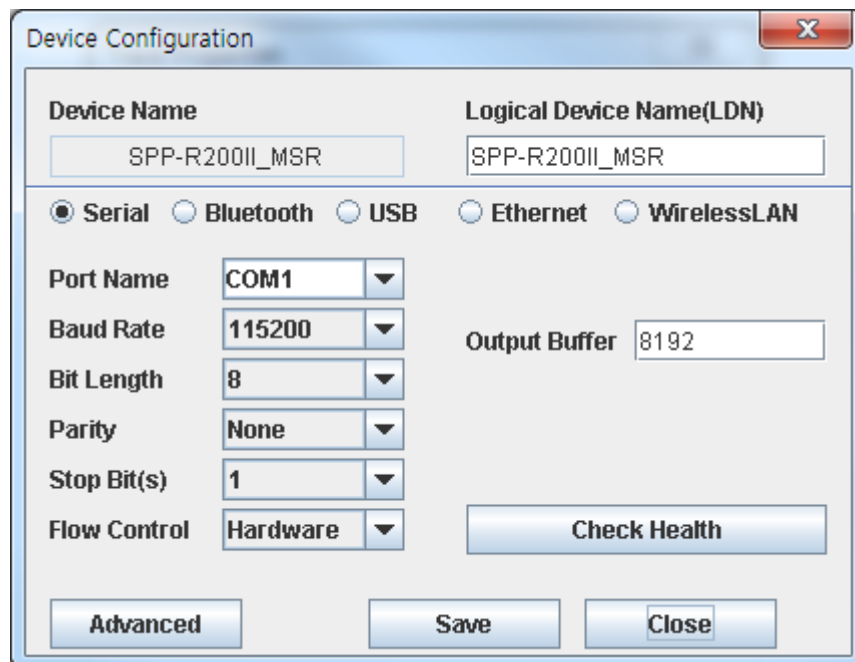 Device Configuration
Device Name Logical Device Name(LDN)
SPP-R200II_MSR SPP-R200II_MSR
Serial Bluetooth USB Ethernet WirelessLAN
Port Name COM1
Baud Rate 115200
Output Buffer 8192
Bit Length 8
Parity None
Stop Bit(s) 1
Flow Control Hardware Check Health
Advanced Save Close